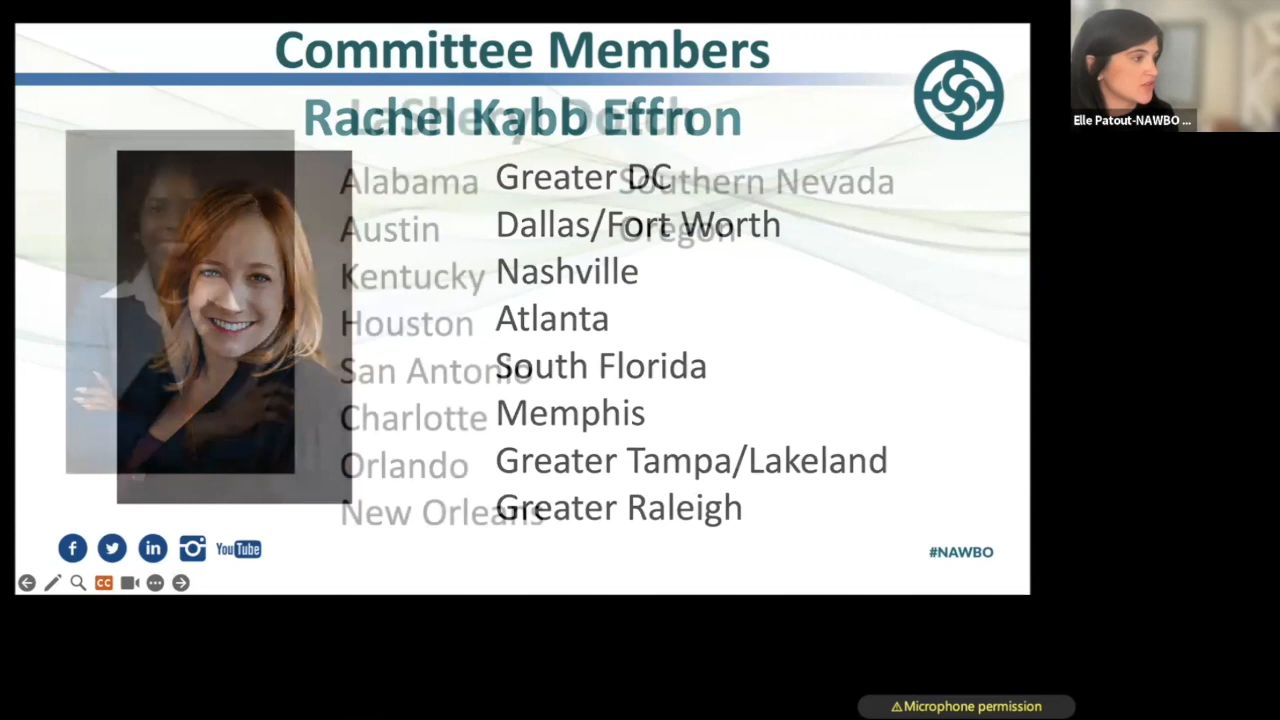 Committee Members
Rachel Kabb Effron
Alabama
Austin
Kentucky
Houston
San Antonio
Charlotte
Orlando
New Orleans
Greater DC
Dallas/Fort Worth
Nashville
Atlanta
South Florida
Memphis
Greater Tampa/Lakeland
Greater Raleigh
Southern Nevada
Oregon
f
in
YouTube
#NAWBO
CC
Elle Patout-NAWBO ...
⚠Microphone permission